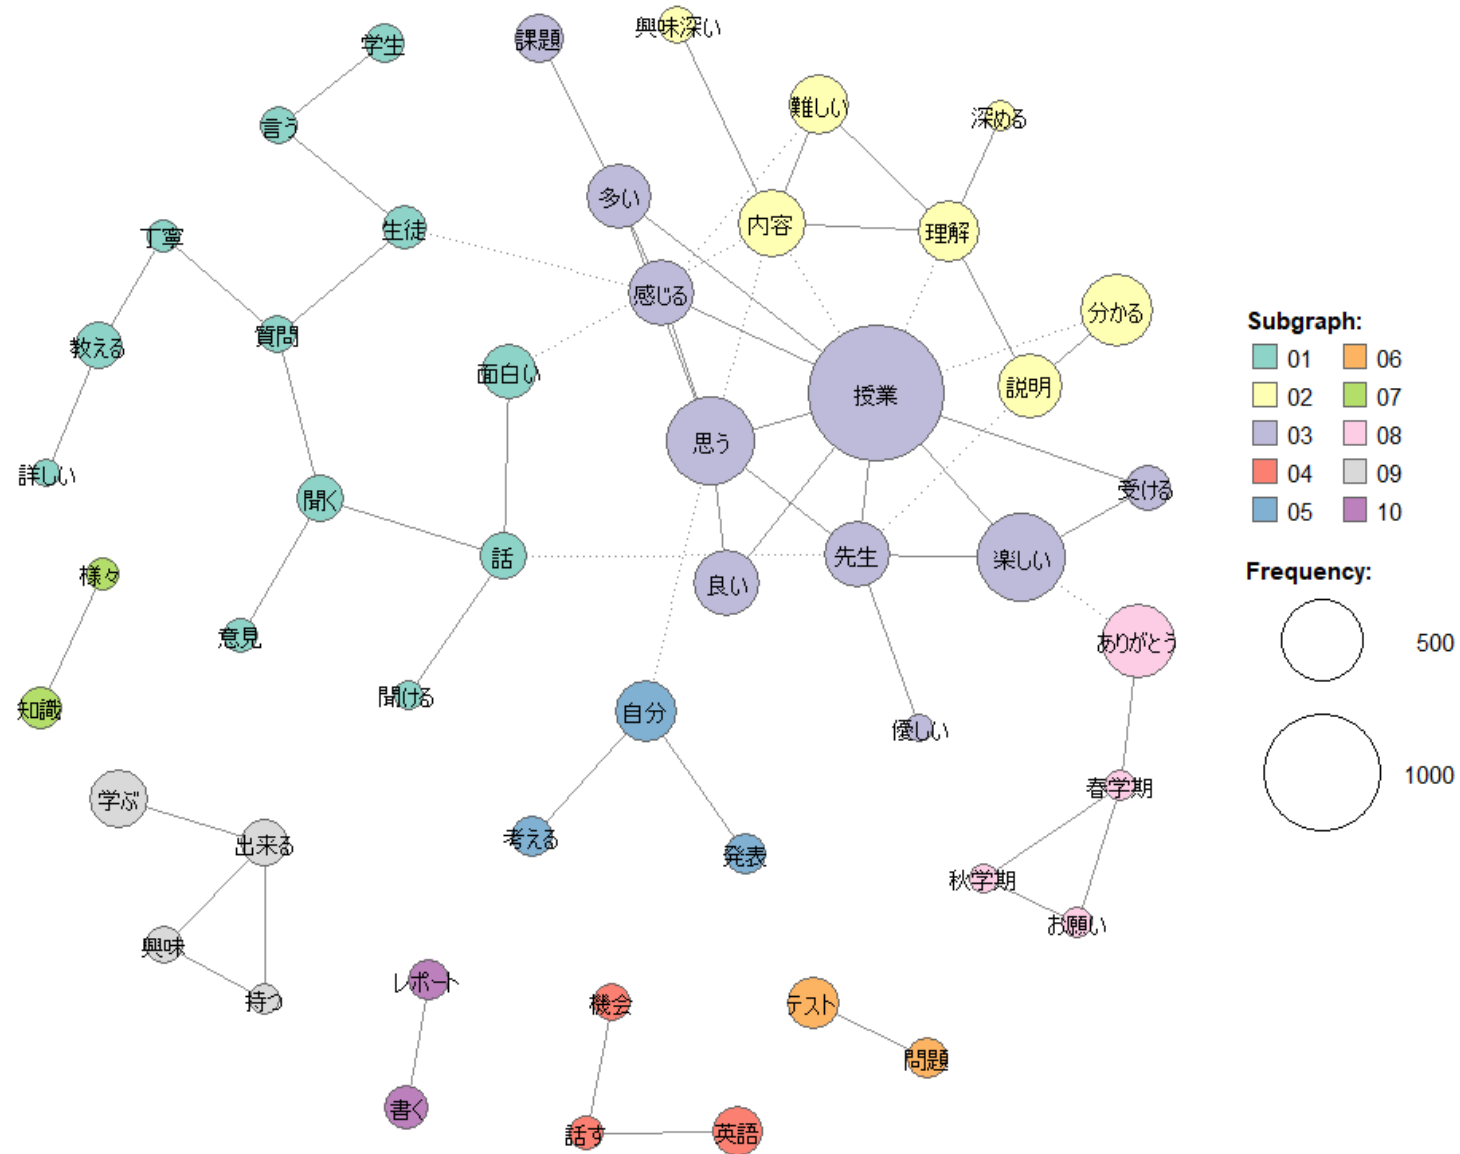 学生
課題
興味深い
言う
難しい
深める
丁寧
生徒
多い
内容
理解
教える
質問
感じる
分かる
面白い
授業
説明
詳しい
聞く
思う
受ける
様々
意見
話
良い
先生
楽しい
知識
聞ける
自分
優しい
ありがとう
学ぶ
出来る
考える
発表
春学期
秋学期
お願い
興味
持つ
レポート
書く
機会
話す
英語
テスト
問題
Subgraph:
01 06
02 07
03 08
04 09
05 10
Frequency:
500
1000